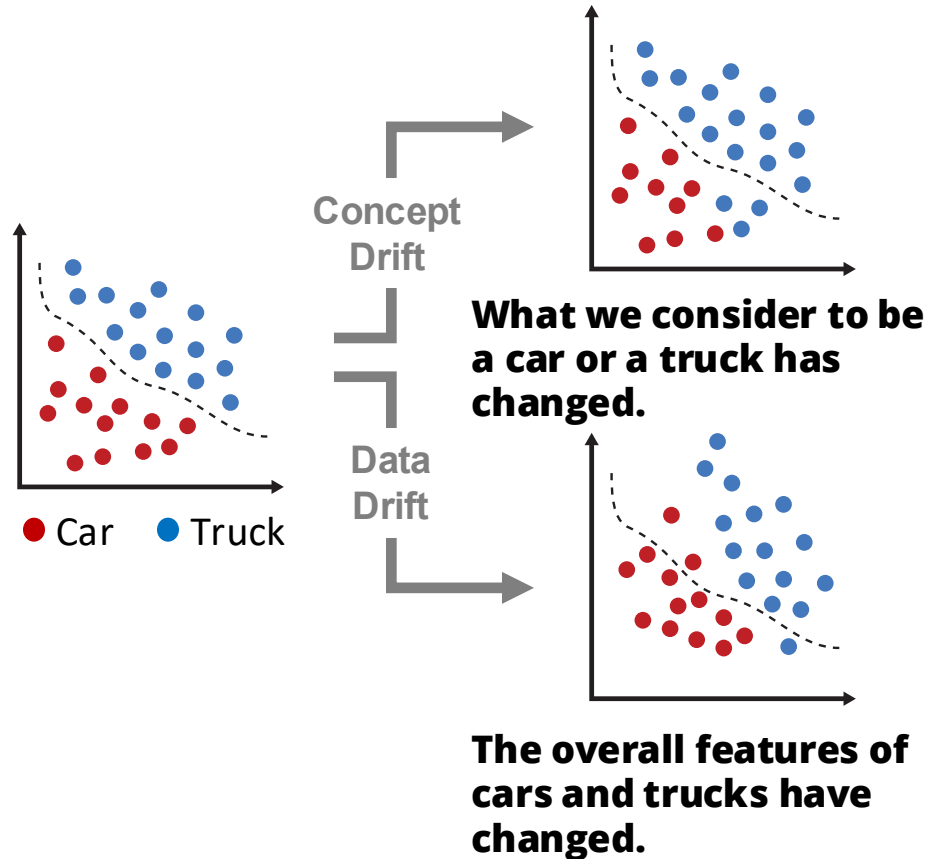 Concept
Drift
What we consider to be
a car or a truck has
changed.
Car
Truck
Data
Drift
The overall features of
cars and trucks have
changed.